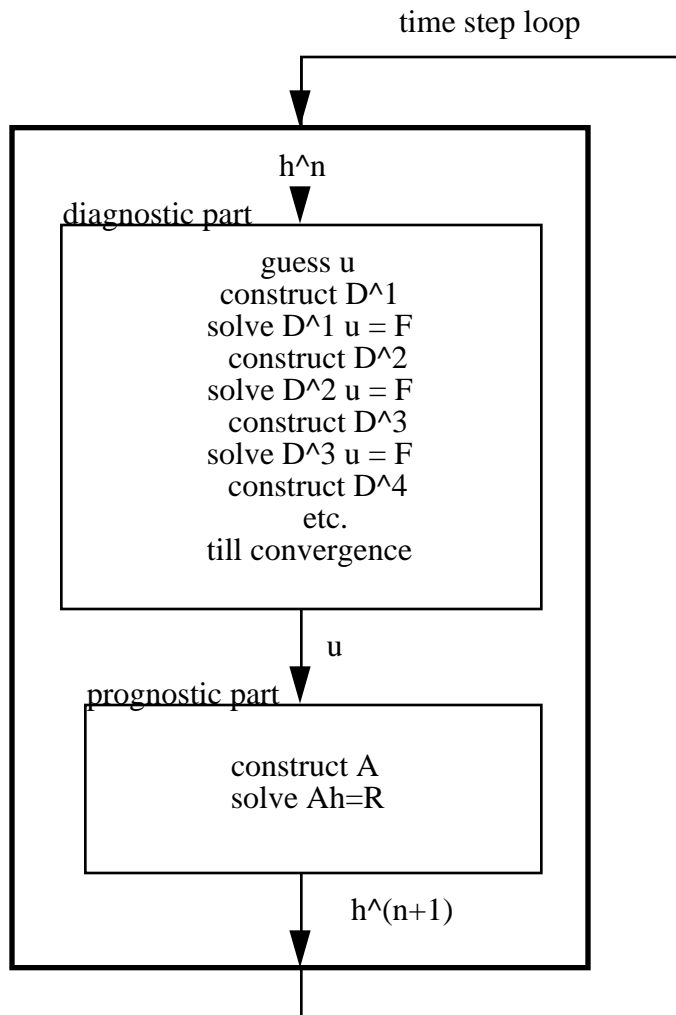 time step loop
h^n
diagnostic part
guess u
construct D^1
solve D^1 u = F
construct D^2
solve D^2 u = F
construct D^3
solve D^3 u = F
construct D^4
etc.
till convergence
u
prognostic part
construct A
solve Ah=R
h^(n+1)